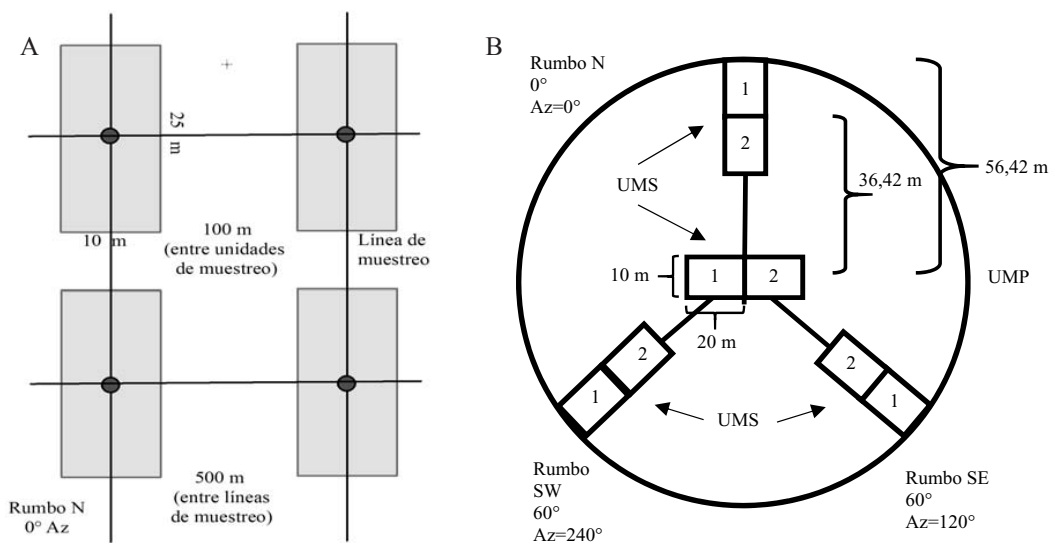 A
25 m
10 m
100 m
(entre unidades
de muestreo)
Línea de
muestreo
500 m
(entre líneas
de muestreo)
Rumbo N
0° Az
B
Rumbo N
0°
Az=0°
1
2
UMS
36,42 m
56,42 m
10 m
1
2
UMP
20 m
2
1
2
1
UMS
Rumbo
SW
60°
Az=240°
Rumbo SE
60°
Az=120°